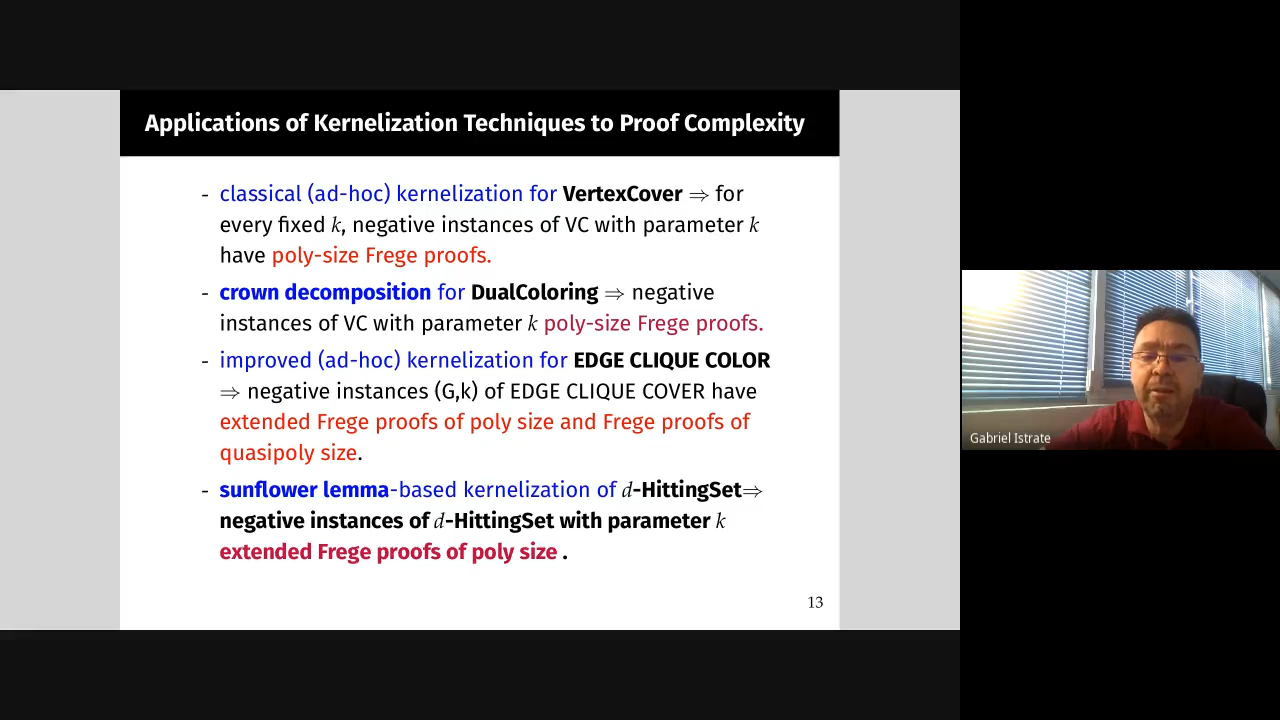 Applications of Kernelization Techniques to Proof Complexity
- classical (ad-hoc) kernelization for VertexCover ⇒ for
every fixed k, negative instances of VC with parameter k
have poly-size Frege proofs.
- crown decomposition for DualColoring ⇒ negative
instances of VC with parameter k poly-size Frege proofs.
- improved (ad-hoc) kernelization for EDGE CLIQUE COLOR
⇒ negative instances (G,k) of EDGE CLIQUE COVER have
extended Frege proofs of poly size and Frege proofs of
quasipoly size.
- sunflower lemma-based kernelization of d-HittingSet⇒
negative instances of d-HittingSet with parameter k
extended Frege proofs of poly size .
13
Gabriel Istrate